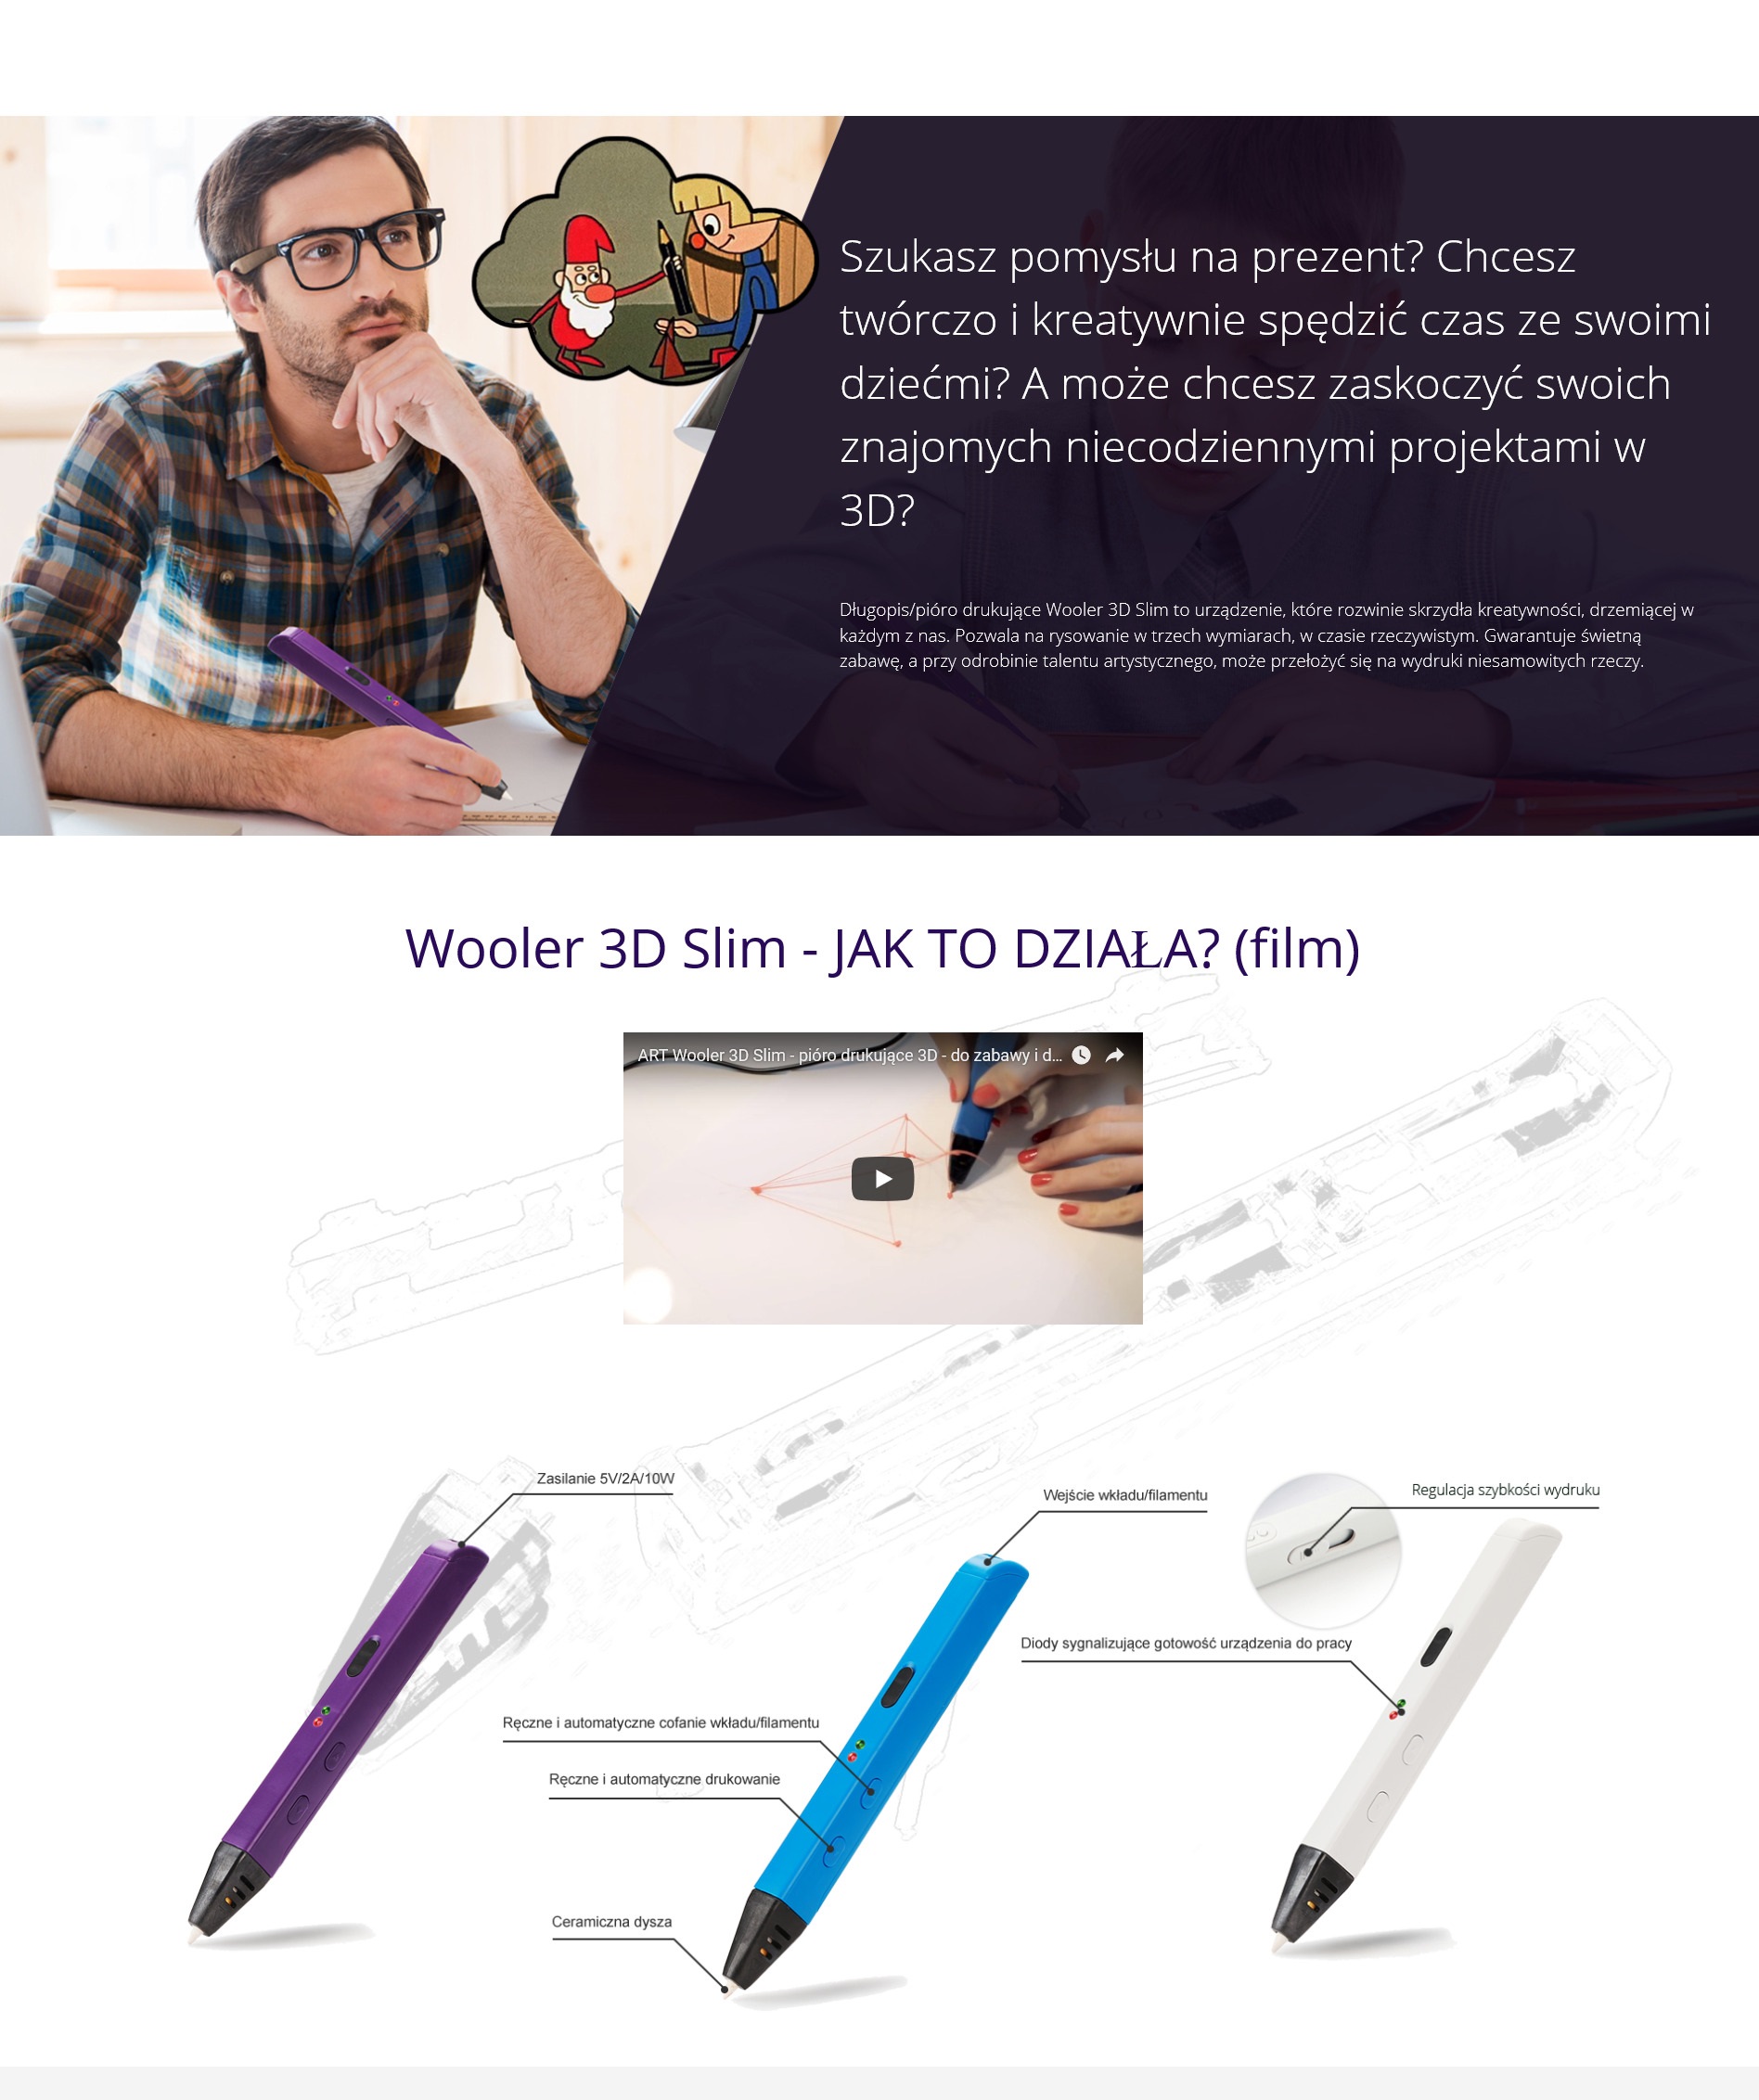 Szukasz pomysłu na prezent? Chcesz
twórczo i kreatywnie spędzić czas ze swoimi
dziećmi? A może chcesz zaskoczyć swoich
znajomych niecodziennymi projektami w
3D?
Długopis/pióro drukujące Wooler 3D Slim to urządzenie, które rozwinie skrzydła kreatywności, drzemiącej w
każdym z nas. Pozwala na rysowanie w trzech wymiarach, w czasie rzeczywistym. Gwarantuje świetną
zabawę, a przy odrobinie talentu artystycznego, może przełożyć się na wydruki niesamowitych rzeczy.
Wooler 3D Slim - JAK TO DZIAŁA? (film)
ART Wooler 3D Slim - pióro drukujące 3D - do zabawy i d...
Zasilanie 5V/2A/10W
Wejście wkładu/filamentu
Regulacja szybkości wydruku
Diody sygnalizujące gotowość urządzenia do pracy
Ręczne i automatyczne cofanie wkładu/filamentu
Ręczne i automatyczne drukowanie
Ceramiczna dysza